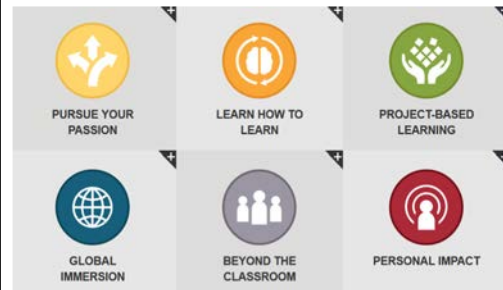 PURSUE YOUR
PASSION
LEARN HOW TO
LEARN
PROJECT-BASED
LEARNING
GLOBAL
IMMERSION
BEYOND THE
CLASSROOM
PERSONAL IMPACT